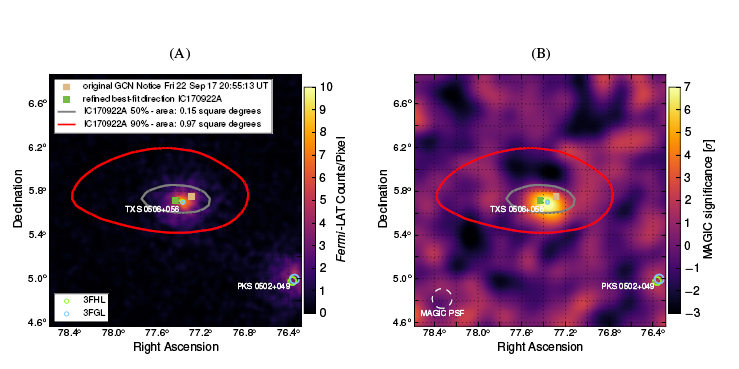 (A)
original GCN Notice Fri 22 Sep 17 20:55:13 UT
refined best-fit direction IC170922A
IC170922A 50% - area: 0.15 square degrees
IC170922A 90% - area: 0.97 square degrees
TXS 0506+056
PKS 0502+049
3FHL
3FGL
6.6°
6.2°
5.8°
5.4°
5.0°
4.6°
Declination
78.4°
78.0°
77.6°
77.2°
76.8°
76.4°
Right Ascension
10
9
8
7
6
5
4
3
2
1
0
Fermi-LAT Counts/Pixel
(B)
TXS 0506+056
PKS 0502+049
MAGIC PSF
6.6°
6.2°
5.8°
5.4°
5.0°
4.6°
Declination
78.4°
78.0°
77.6°
77.2°
76.8°
76.4°
Right Ascension
7
6
5
4
3
2
1
0
−1
−2
−3
MAGIC significance [σ]